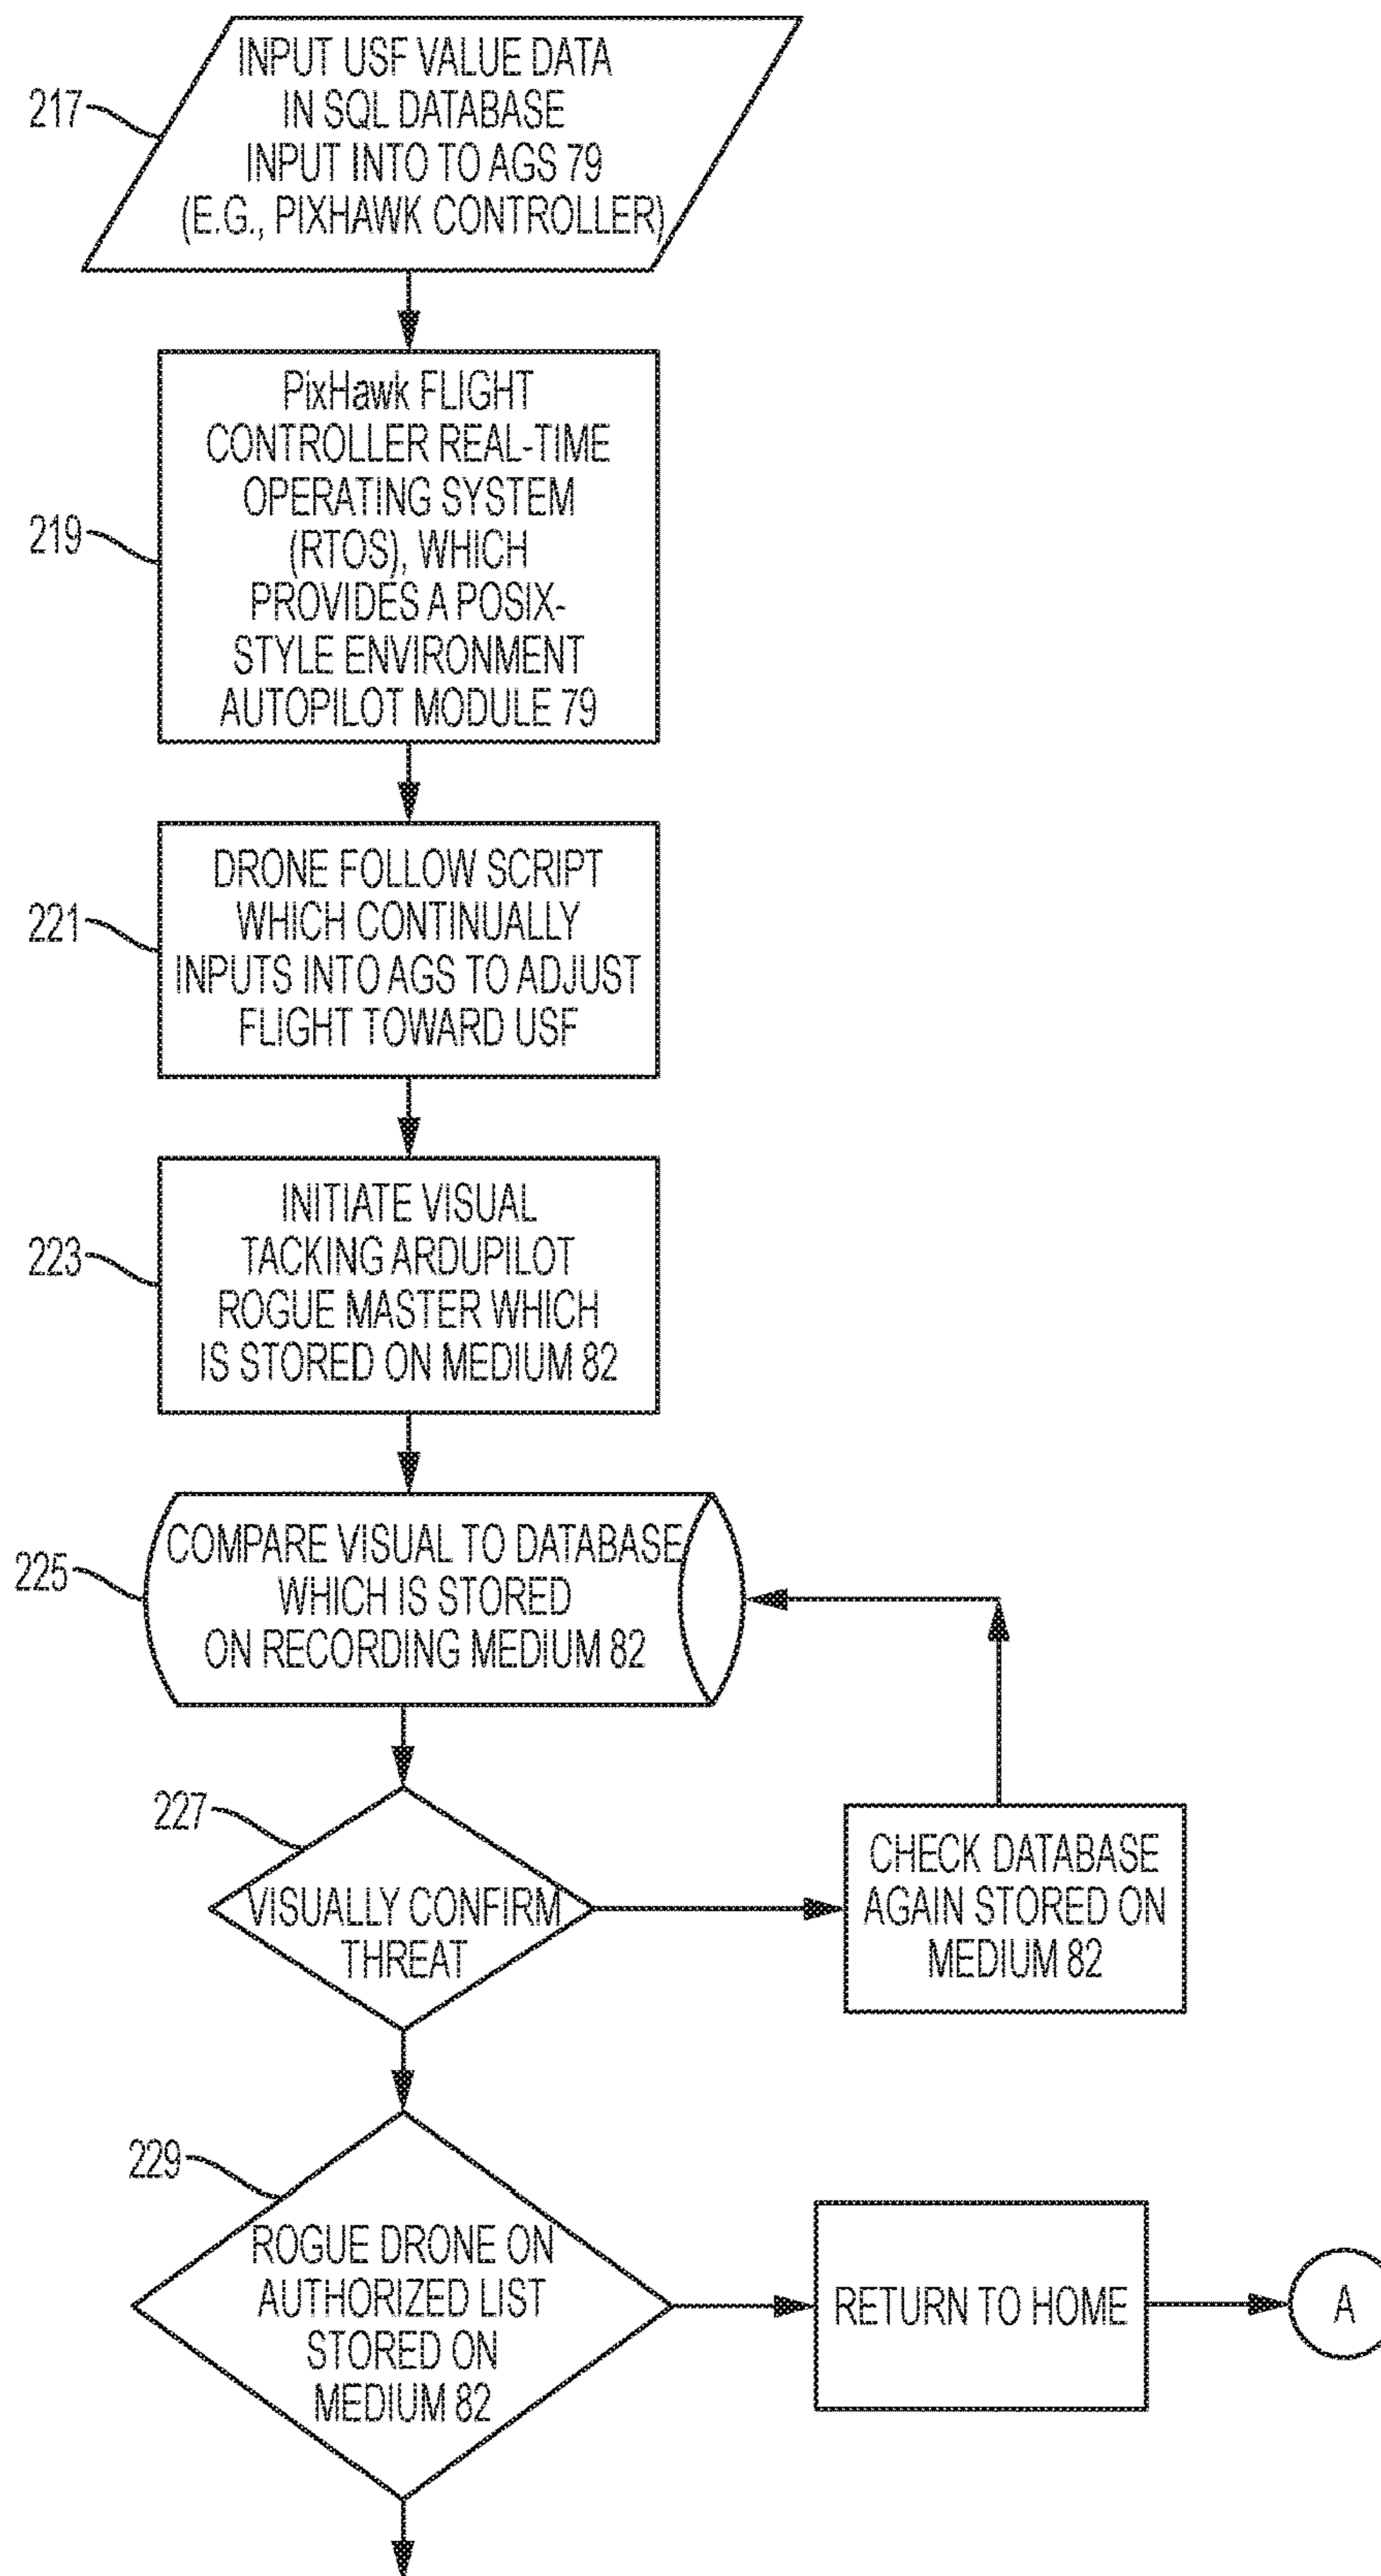 INPUT USF VALUE DATA
IN SQL DATABASE
INPUT INTO TO AGS 79
(E.G., PIXHAWK CONTROLLER)
217
PixHawk FLIGHT
CONTROLLER REAL-TIME
OPERATING SYSTEM
(RTOS), WHICH
PROVIDES A POSIX-
STYLE ENVIRONMENT
AUTOPILOT MODULE 79
219
DRONE FOLLOW SCRIPT
WHICH CONTINUALLY
INPUTS INTO AGS TO ADJUST
FLIGHT TOWARD USF
221
INITIATE VISUAL
TACKING ARDUPILOT
ROGUE MASTER WHICH
IS STORED ON MEDIUM 82
223
COMPARE VISUAL TO DATABASE
WHICH IS STORED
ON RECORDING MEDIUM 82
225
227
VISUALLY CONFIRM
THREAT
CHECK DATABASE
AGAIN STORED ON
MEDIUM 82
229
ROGUE DRONE ON
AUTHORIZED LIST
STORED ON
MEDIUM 82
RETURN TO HOME
A